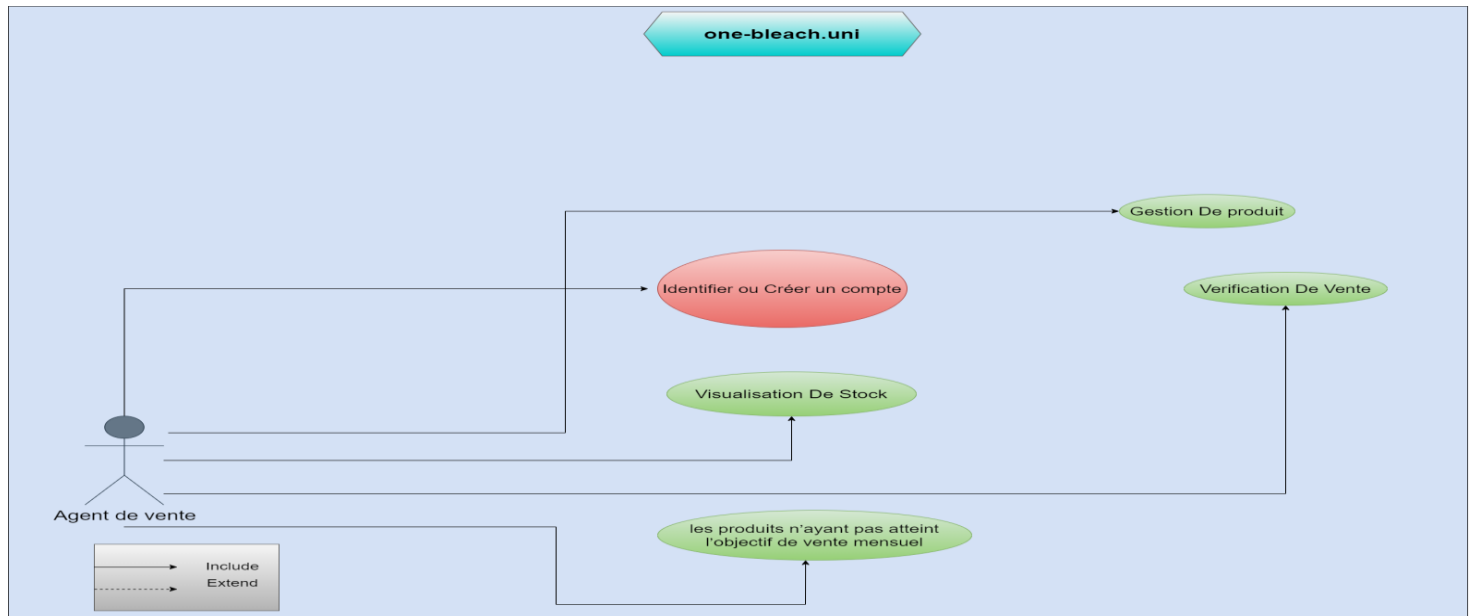 one-bleach.uni
Gestion De produit
Identifier ou Créer un compte
Verification De Vente
Visualisation De Stock
Agent de vente
les produits n'ayant pas atteint
l'objectif de vente mensuel
Include
Extend